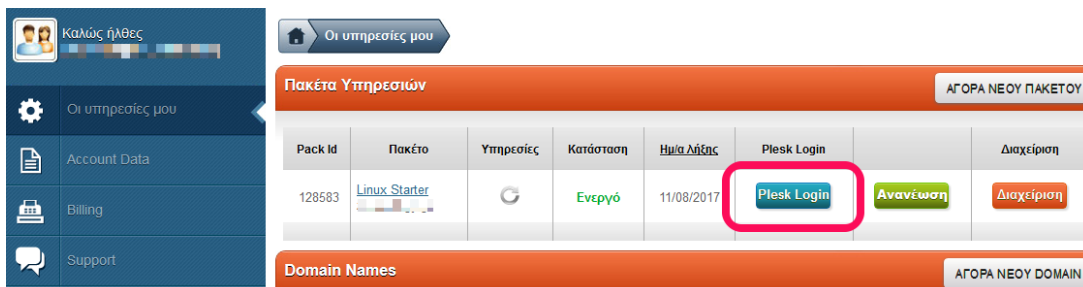 Καλώς ήλθες
Οι υπηρεσίες μου
Account Data
Billing
Support
Οι υπηρεσίες μου
Πακέτα Υπηρεσιών
ΑΓΟΡΑ ΝΕΟΥ ΠΑΚΕΤΟΥ
Pack Id Πακέτο Υπηρεσίες Κατάσταση Ημ/α Λήξης Plesk Login Διαχείριση
128583 Linux Starter Ενεργό 11/08/2017 Plesk Login Ανανέωση Διαχείριση
Domain Names
ΑΓΟΡΑ ΝΕΟΥ DOMAIN